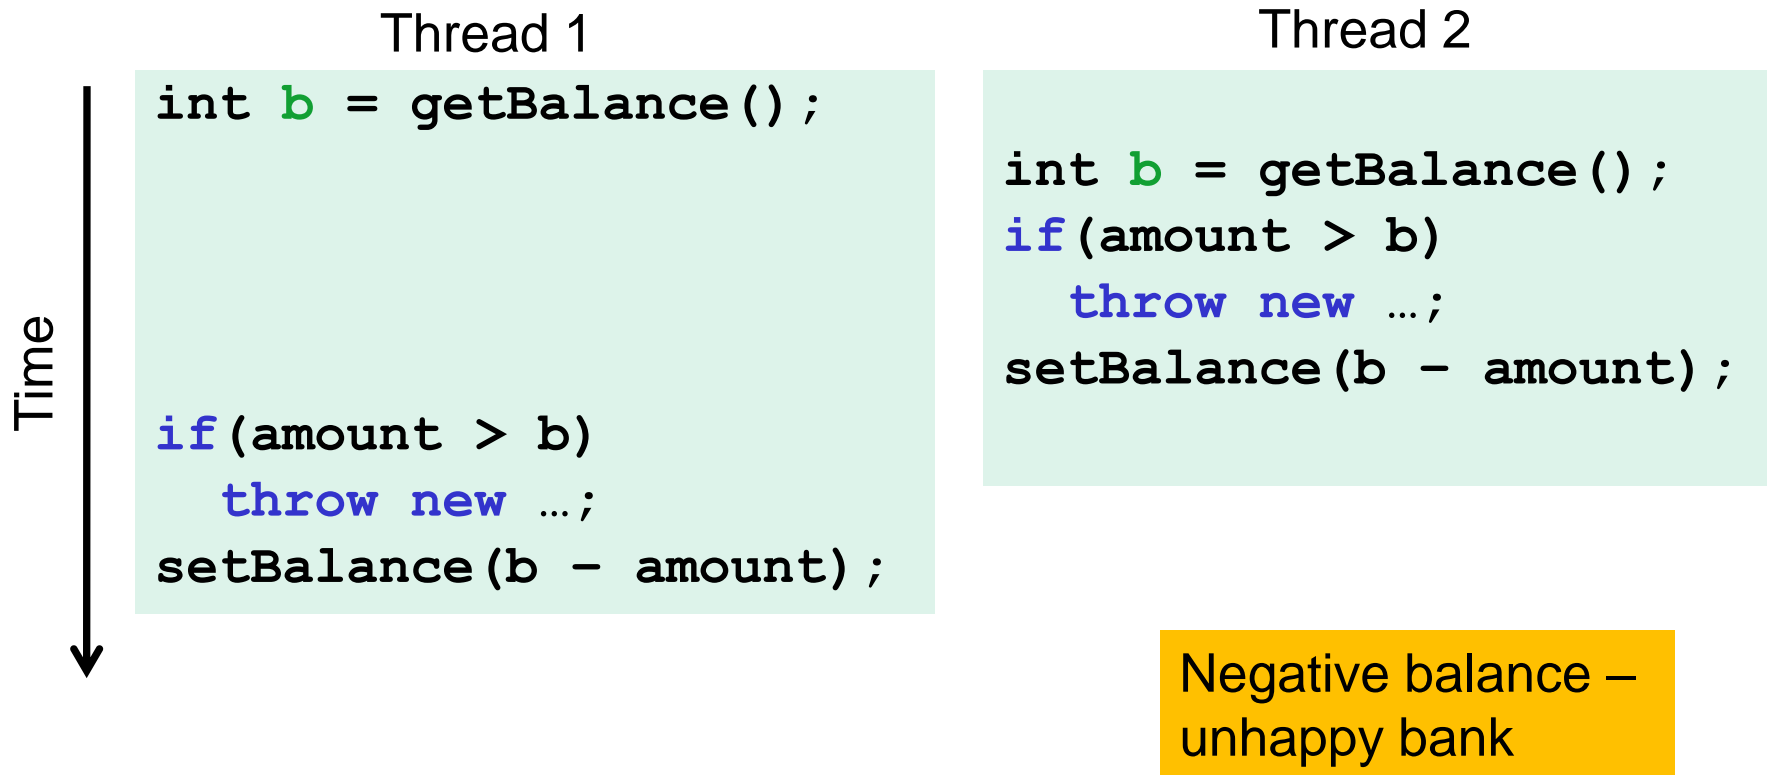 Thread 1
int b = getBalance();
if(amount > b)
throw new …;
setBalance(b – amount);
Thread 2
int b = getBalance();
if(amount > b)
throw new …;
setBalance(b – amount);
Time
Negative balance –
unhappy bank